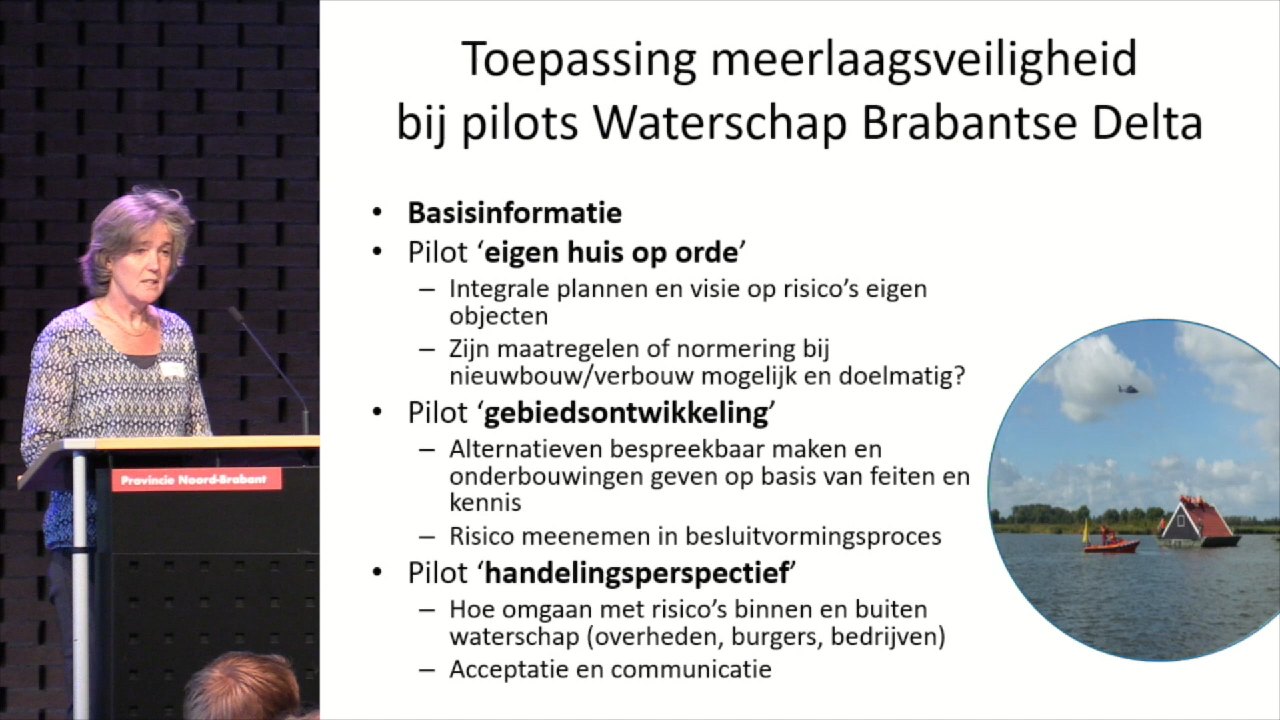 Toepassing meerlaagsveiligheid
bij pilots Waterschap Brabantse Delta
• Basisinformatie
• Pilot ‘eigen huis op orde’
– Integrale plannen en visie op risico’s eigen
objecten
– Zijn maatregelen of normering bij
nieuwbouw/verbouw mogelijk en doelmatig?
• Pilot ‘gebiedsontwikkeling’
– Alternatieven bespreekbaar maken en
onderbouwingen geven op basis van feiten en
kennis
– Risico meenemen in besluitvormingsproces
• Pilot ‘handelingsperspectief’
– Hoe omgaan met risico’s binnen en buiten
waterschap (overheden, burgers, bedrijven)
– Acceptatie en communicatie
Provincie Noord-Brabant